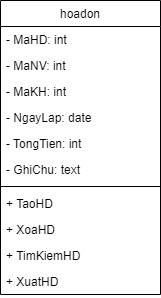 hoadon
- MaHD: int
- MaNV: int
- MaKH: int
- NgayLap: date
- TongTien: int
- GhiChu: text
+ TaoHD
+ XoaHD
+ TimKiemHD
+ XuatHD